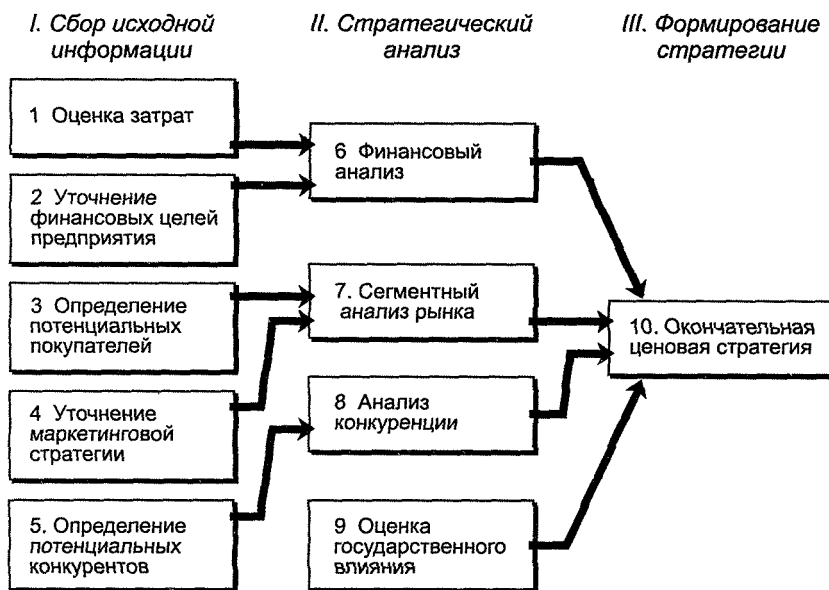 I. Сбор исходной
информации
II. Стратегический
анализ
III. Формирование
стратегии
1 Оценка затрат
2 Уточнение
финансовых целей
предприятия
3 Определение
потенциальных
покупателей
4 Уточнение
маркетинговой
стратегии
5. Определение
потенциальных
конкурентов
6 Финансовый
анализ
7. Сегментный
анализ рынка
8 Анализ
конкуренции
9 Оценка
государственного
влияния
10. Окончательная
ценовая стратегия